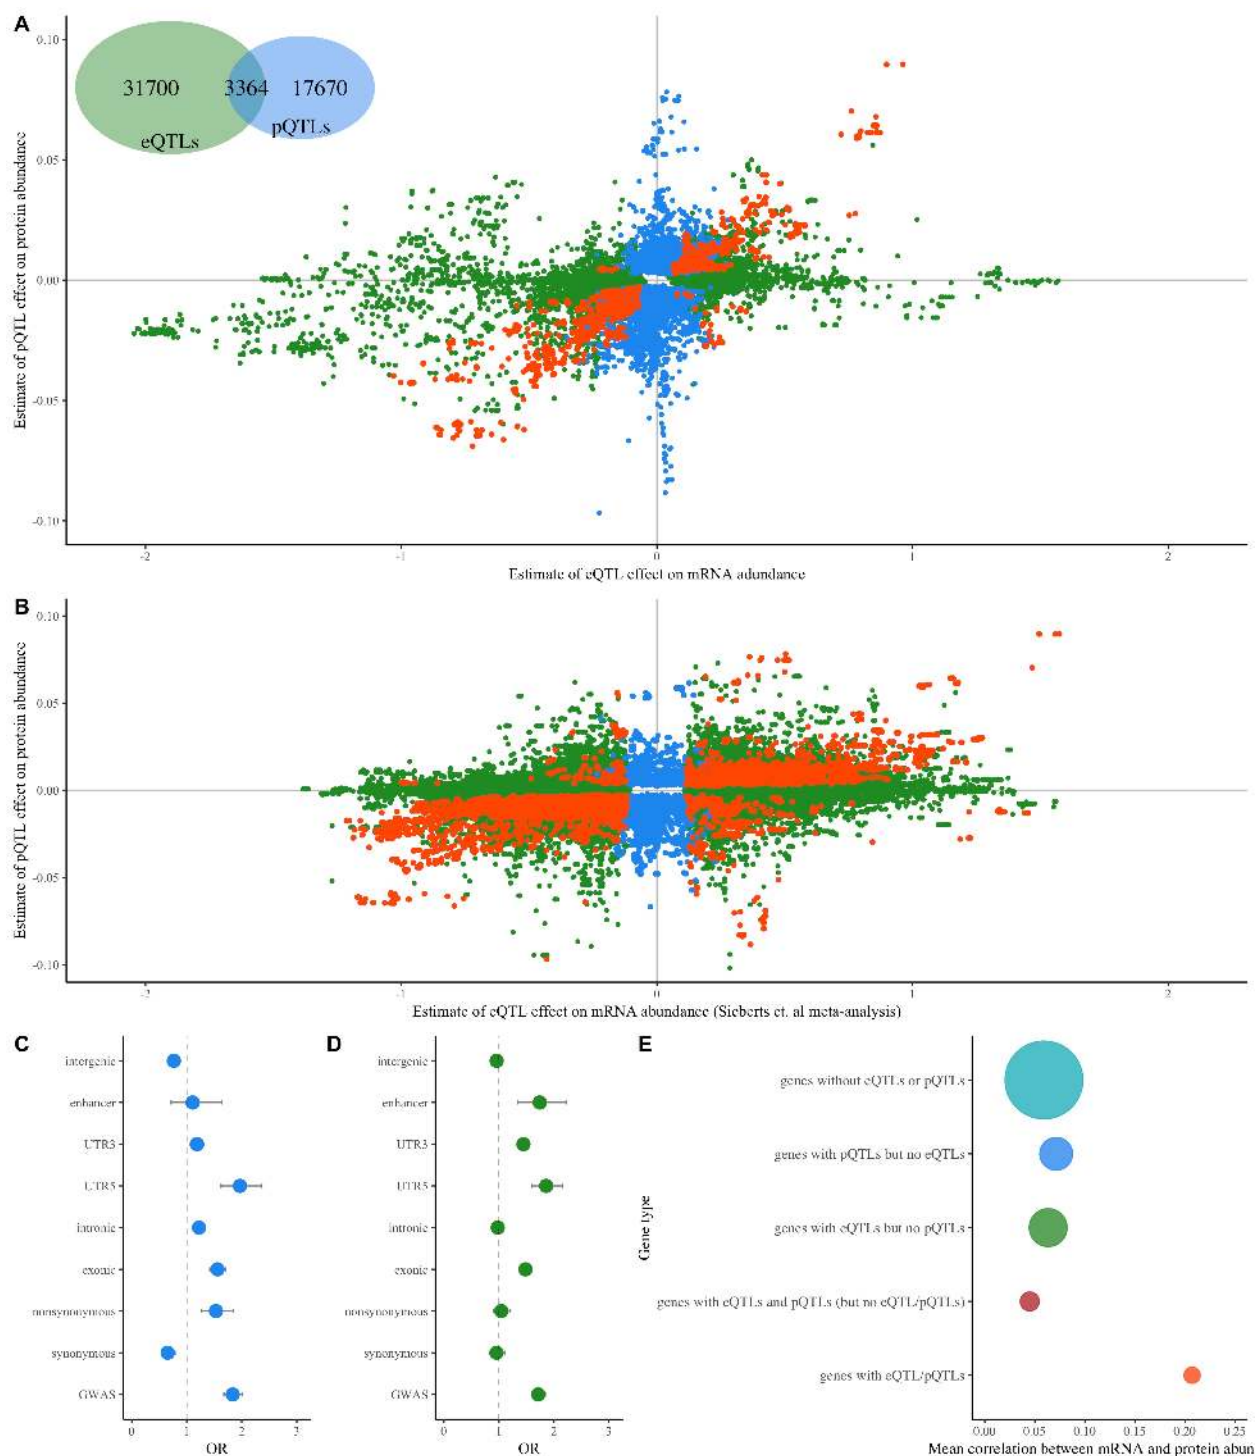 A
0.10
31700
3364
17670
eQTLs
pQTLs
0.05
0.00
-0.05
-0.10
Estimate of pQTL effect on protein abundance
-2
-1
0
1
2
Estimate of eQTL effect on mRNA adundance
B
0.10
0.05
0.00
-0.05
-0.10
Estimate of pQTL effect on protein abundance
-2
-1
0
1
2
Estimate of eQTL effect on mRNA abundance (Sieberts et. al meta-analysis)
C
intergenic
enhancer
UTR3
UTR5
intronic
exonic
nonsynonymous
synonymous
GWAS
0
1
2
3
OR
D
intergenic
enhancer
UTR3
UTR5
intronic
exonic
nonsynonymous
synonymous
GWAS
0
1
2
3
OR
E
Gene type
genes without eQTLs or pQTLs
genes with pQTLs but no eQTLs
genes with eQTLs but no pQTLs
genes with eQTLs and pQTLs (but no eQTL/pQTLs)
genes with eQTL/pQTLs
0.00
0.05
0.10
0.15
0.20
0.25
Mean correlation between mRNA and protein abun